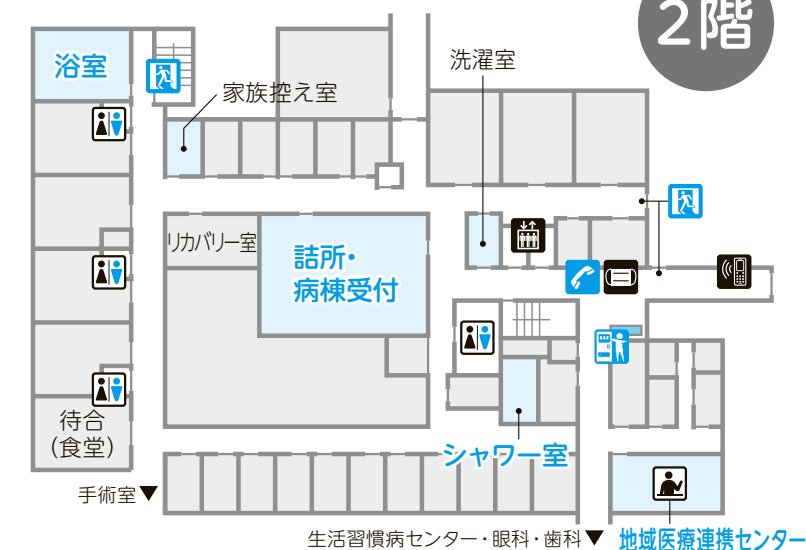 2階
洗濯室
浴室
家族控え室
リカバリー室
詰所・
病棟受付
待合
（食堂）
シャワー室
手術室▼
生活習慣病センター・眼科・歯科▼
地域医療連携センター